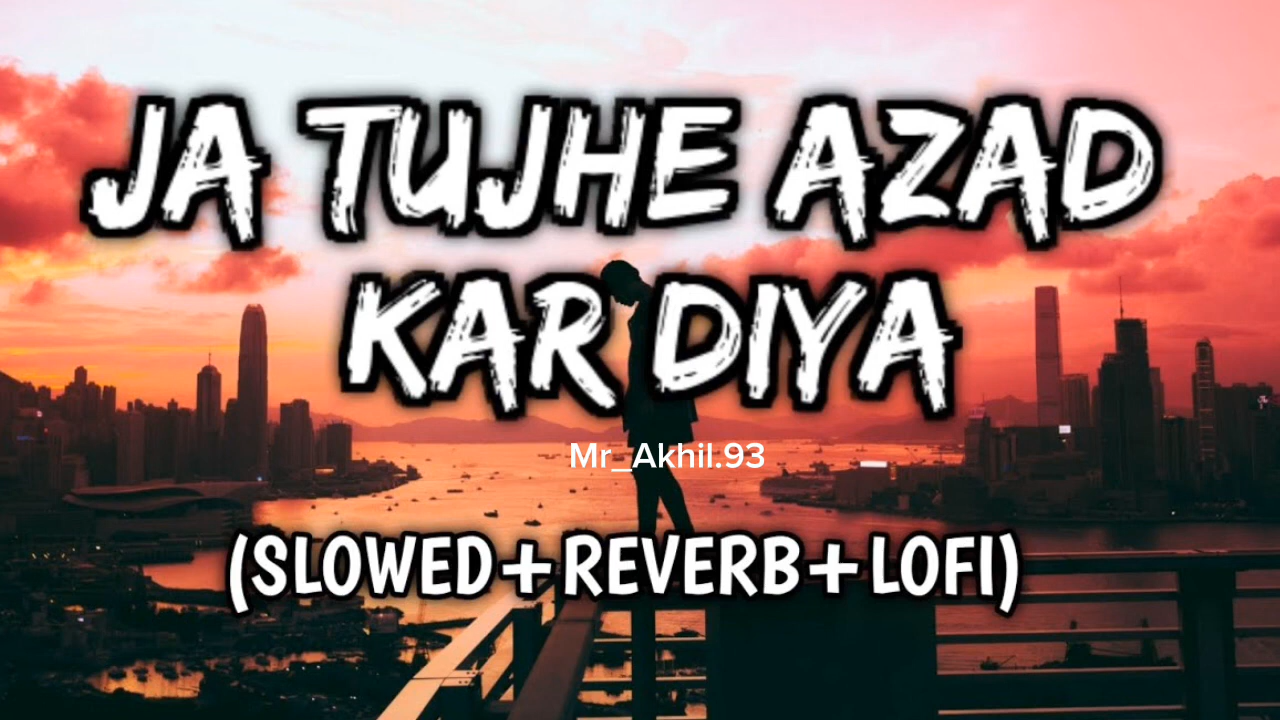 JA TUJHE AZAD
KAR DIYA
Mr_Akhil.93
(SLOWED+REVERB+LOFI)